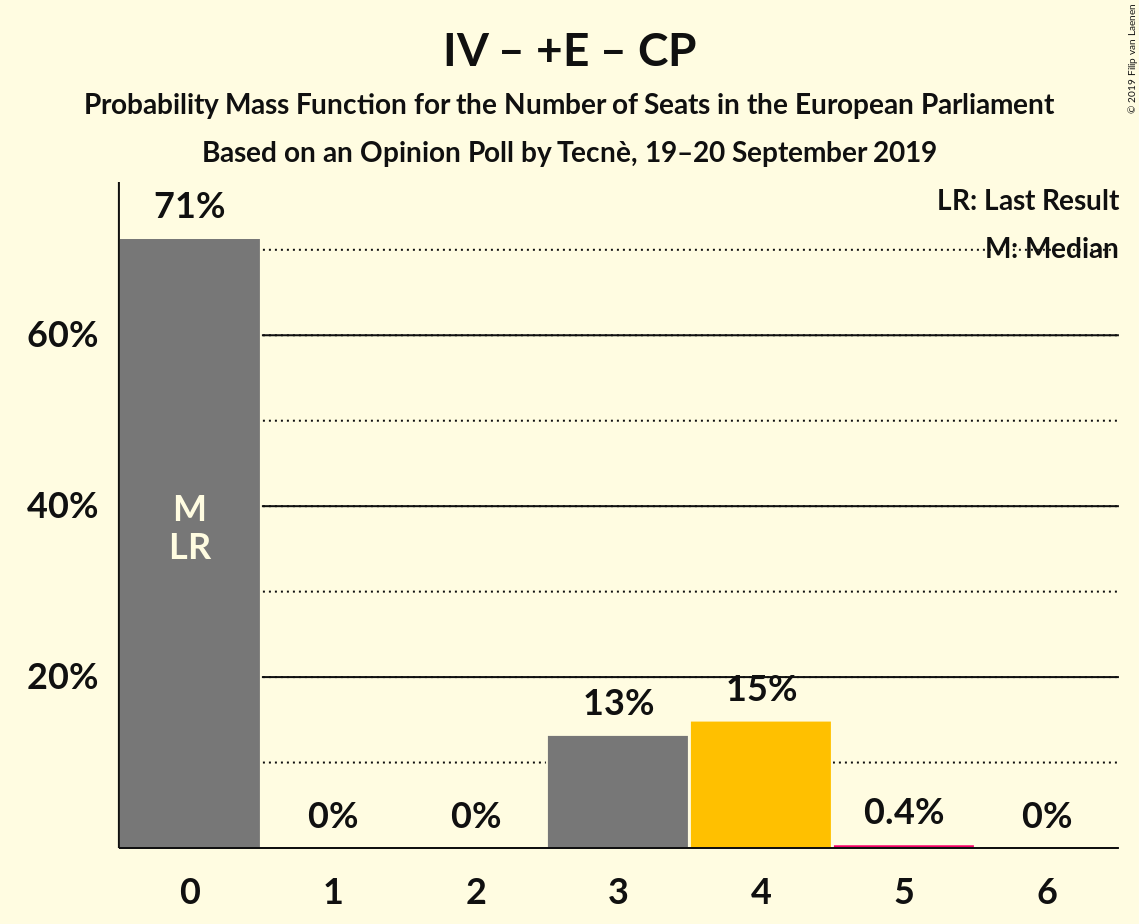 IV – +E – CP
Probability Mass Function for the Number of Seats in the European Parliament
Based on an Opinion Poll by Tecnè, 19–20 September 2019
© 2019 Filip van Laenen
LR: Last Result
M: Median
71%
60%
40%
20%
M
LR
0%
0%
13%
15%
0.4%
0%
0
1
2
3
4
5
6